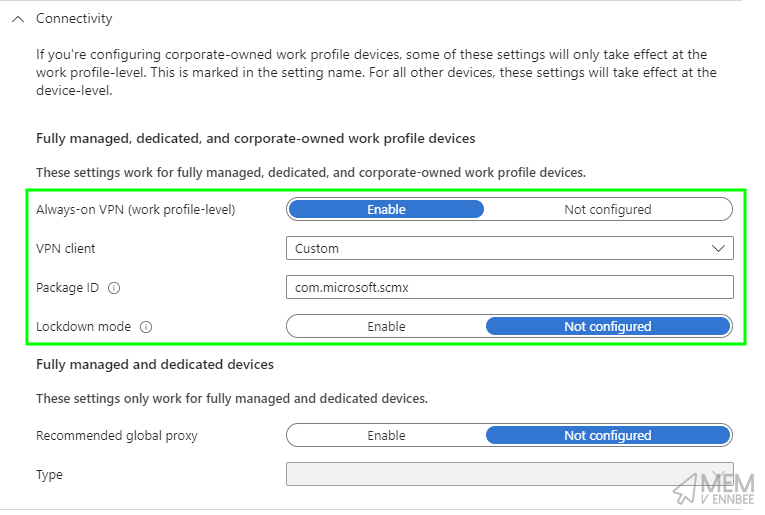 Connectivity
If you're configuring corporate-owned work profile devices, some of these settings will only take effect at the
work profile-level. This is marked in the setting name. For all other devices, these settings will take effect at the
device-level.
Fully managed, dedicated, and corporate-owned work profile devices
These settings work for fully managed, dedicated, and corporate-owned work profile devices.
Always-on VPN (work profile-level) Enable Not configured
VPN client Custom
Package ID com.microsoft.scmx
Lockdown mode Enable Not configured
Fully managed and dedicated devices
These settings only work for fully managed and dedicated devices.
Recommended global proxy Enable Not configured
Type
MEM
V ENNBEE